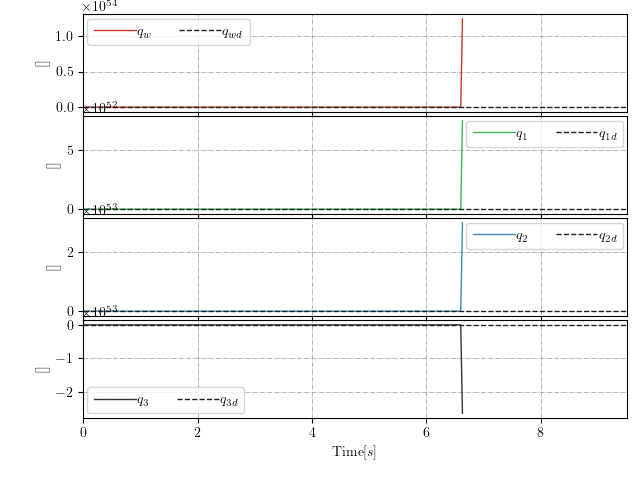 ×10^54
1.0
0.5
0.0
[]
q_w
q_wd
×10^52
5
0
[]
q_1
q_1d
×10^53
2
0
[]
q_2
q_2d
×10^53
0
−1
−2
[]
q_3
q_3d
0 2 4 6 8
Time[s]